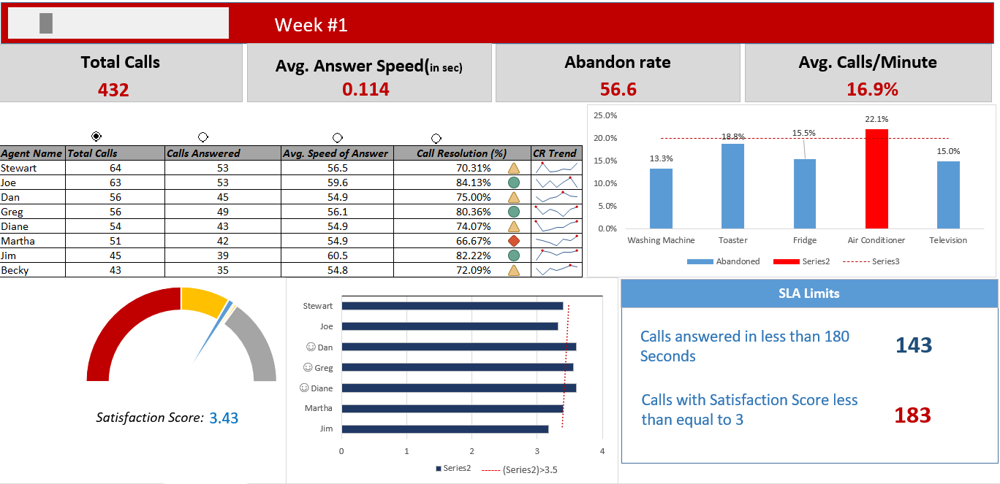 Week #1
Total Calls
432
Avg. Answer Speed(in sec)
0.114
Abandon rate
56.6
Avg. Calls/Minute
16.9%
Agent Name Total Calls Calls Answered Avg. Speed of Answer Call Resolution (%) CR Trend
Stewart 64 53 56.5 70.31%
Joe 63 53 59.6 84.13%
Dan 56 45 54.9 75.00%
Greg 56 49 56.1 80.36%
Diane 54 43 54.9 74.07%
Martha 51 42 54.9 66.67%
Jim 45 39 60.5 82.22%
Becky 43 35 54.8 72.09%
25.0%
20.0%
15.0%
10.0%
5.0%
0.0%
13.3%
18.8%
15.5%
22.1%
15.0%
Washing Machine Toaster Fridge Air Conditioner Television
Abandoned Series2 Series3
Satisfaction Score: 3.43
Stewart
Joe
Dan
Greg
Diane
Martha
Jim
0 1 2 3 4
Series2 (Series2)>3.5
SLA Limits
Calls answered in less than 180
Seconds
143
Calls with Satisfaction Score less
than equal to 3
183